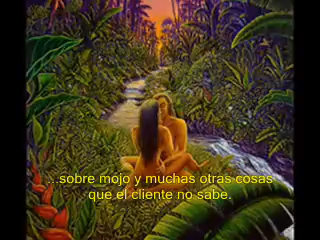 ...sobre mojo y muchas otras cosas
que el cliente no sabe.